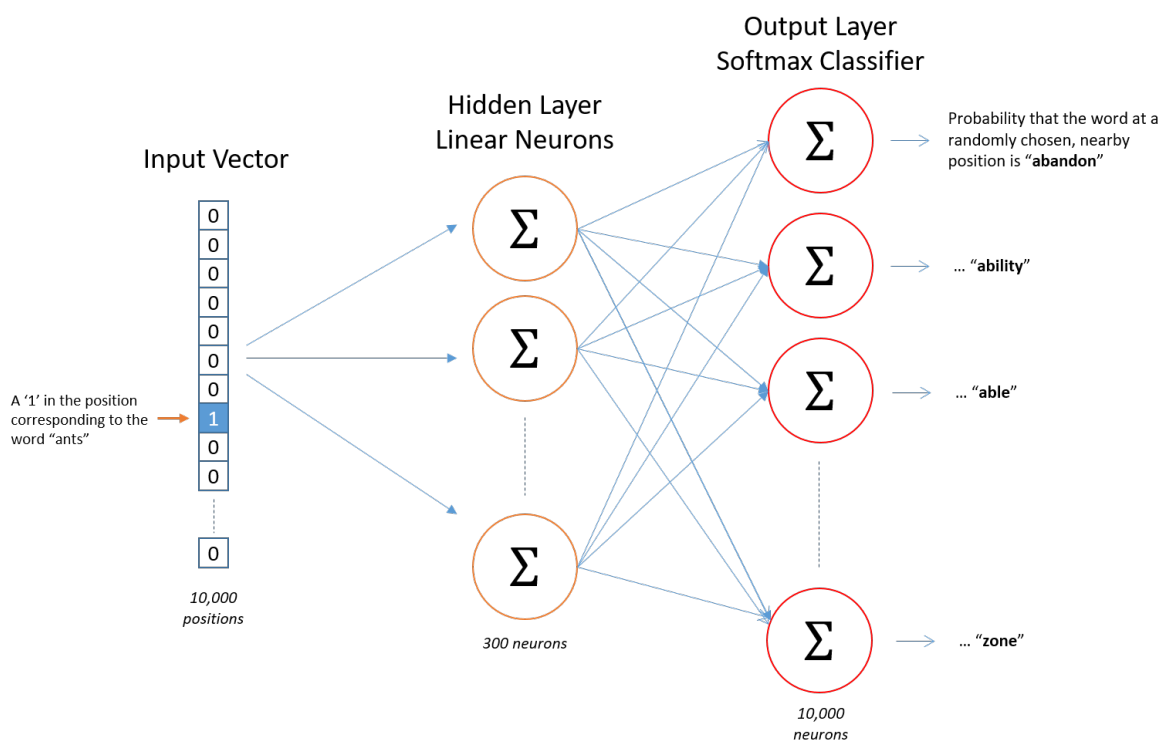 Output Layer
Softmax Classifier
Hidden Layer
Linear Neurons
Input Vector
0
0
0
0
0
0
0
1
0
0
0
A ‘1’ in the position
corresponding to the
word “ants”
10,000
positions
Σ
Σ
Σ
300 neurons
Σ
Σ
Σ
Σ
10,000
neurons
Probability that the word at a
randomly chosen, nearby
position is “abandon”
... “ability”
... “able”
... “zone”